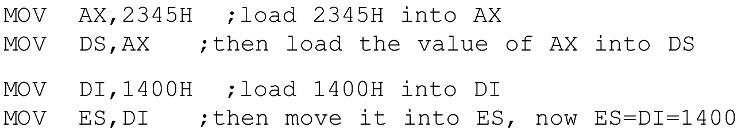 MOV AX,2345H ;load 2345H into AX
MOV DS,AX ;then load the value of AX into DS
MOV DI,1400H ;load 1400H into DI
MOV ES,DI ;then move it into ES, now ES=DI=1400